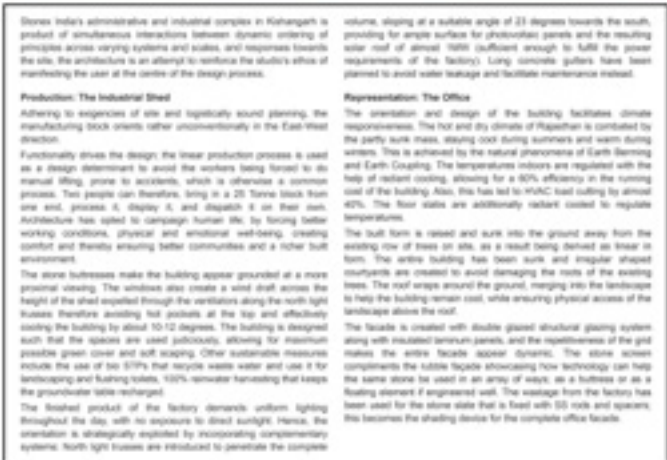 Stonex India's administrative and industrial complex in Kishangarh is
product of simultaneous interactions between dynamic ordering of
principles across varying systems and scales, and responses towards
the site, the architecture is an attempt to reinforce the studio's ethos of
manifesting the user at the centre of the design process.
Production: The Industrial Shed
Adhering to exigencies of site and logistically sound planning, the
manufacturing block orients rather unconventionally in the East-West
direction.
Functionality drives the design; the linear production process is used
as a design determinant to avoid the workers being forced to do
manual lifting, prone to accidents, which is otherwise a common
process. Two people can therefore, bring in a 25 Tonne block from
one end, process it, display it, and dispatch it on their own.
Architecture has opted to campaign human life, by forcing better
working conditions, physical and emotional well-being, creating
comfort and thereby ensuring better communities and a richer built
environment.
The stone buttresses make the building appear grounded at a more
proximal viewing. The windows also create a wind draft across the
height of the shed expelled through the ventilators along the north light
trusses therefore avoiding hot pockets at the top and effectively
cooling the building by about 10-12 degrees. The building is designed
such that the spaces are used judiciously, allowing for maximum
possible green cover and soft scaping. Other sustainable measures
include the use of bio STPs that recycle waste water and use it for
landscaping and flushing toilets, 100% rainwater harvesting that keeps
the groundwater table recharged.
The finished product of the factory demands uniform lighting
throughout the day, with no exposure to direct sunlight. Hence, the
orientation is strategically exploited by incorporating complementary
systems. North light trusses are introduced to penetrate the complete
volume, sloping at a suitable angle of 23 degrees towards the south,
providing for ample surface for photovoltaic panels and the resulting
solar roof of almost 1MW (sufficient enough to fulfill the power
requirements of the factory). Long concrete gutters have been
planned to avoid water leakage and facilitate maintenance instead.
Representation: The Office
The orientation and design of the building facilitates climate
responsiveness. The hot and dry climate of Rajasthan is combated by
the partly sunk mass, staying cool during summers and warm during
winters. This is achieved by the natural phenomena of Earth Berming
and Earth Coupling. The temperatures indoors are regulated with the
help of radiant cooling, allowing for a 60% efficiency in the running
cost of the building. Also, this has led to HVAC load cutting by almost
40%. The floor slabs are additionally radiant cooled to regulate
temperatures.
The built form is raised and sunk into the ground away from the
existing row of trees on site, as a result being derived as linear in
form. The entire building has been sunk and irregular shaped
courtyards are created to avoid damaging the roots of the existing
trees. The roof wraps around the ground, merging into the landscape
to help the building remain cool, while ensuring physical access of the
landscape above the roof.
The facade is created with double glazed structural glazing system
along with insulated laminum panels, and the repetitiveness of the grid
makes the entire facade appear dynamic. The stone screen
compliments the rubble façade showcasing how technology can help
the same stone be used in an array of ways; as a buttress or as a
floating element if engineered well. The wastage from the factory has
been used for the stone slate that is fixed with SS rods and spacers;
this becomes the shading device for the complete office facade.